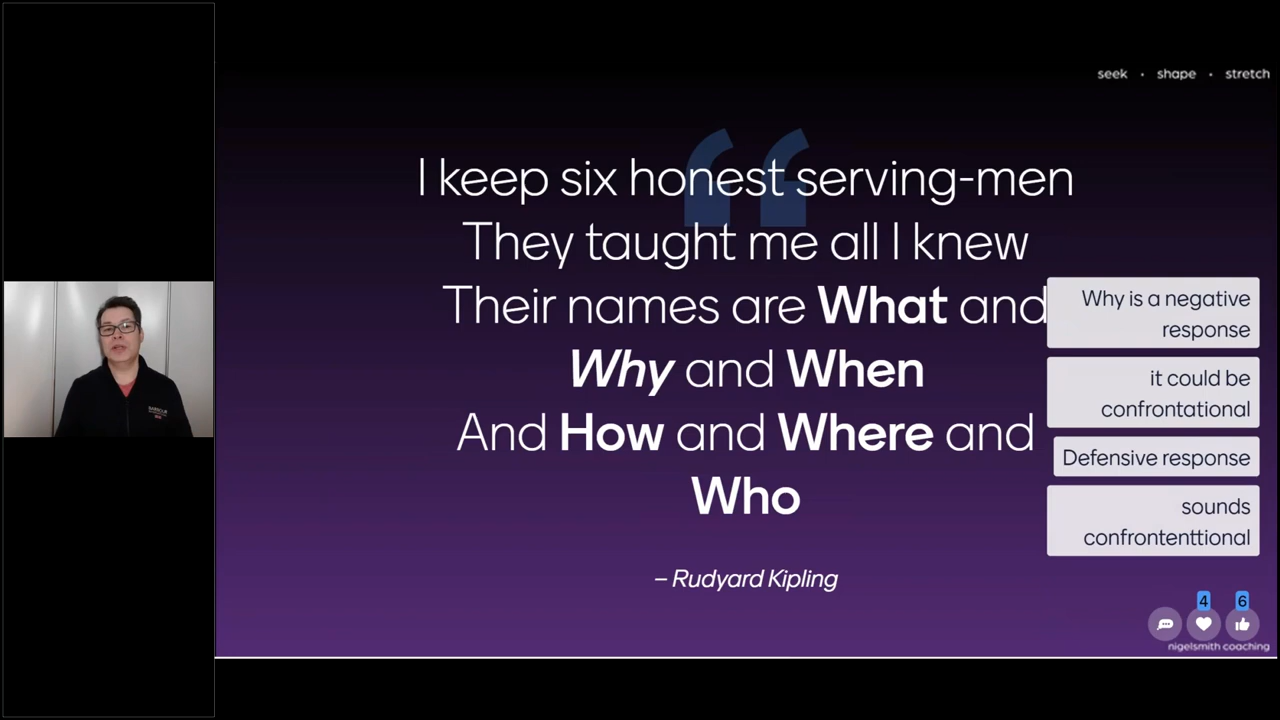 seek · shape · stretch
I keep six honest serving-men
They taught me all I knew
Their names are What and
Why and When
And How and Where and
Who
– Rudyard Kipling
Why is a negative
response
it could be
confrontational
Defensive response
sounds
confrontenttional
4 6
nigelsmith coaching